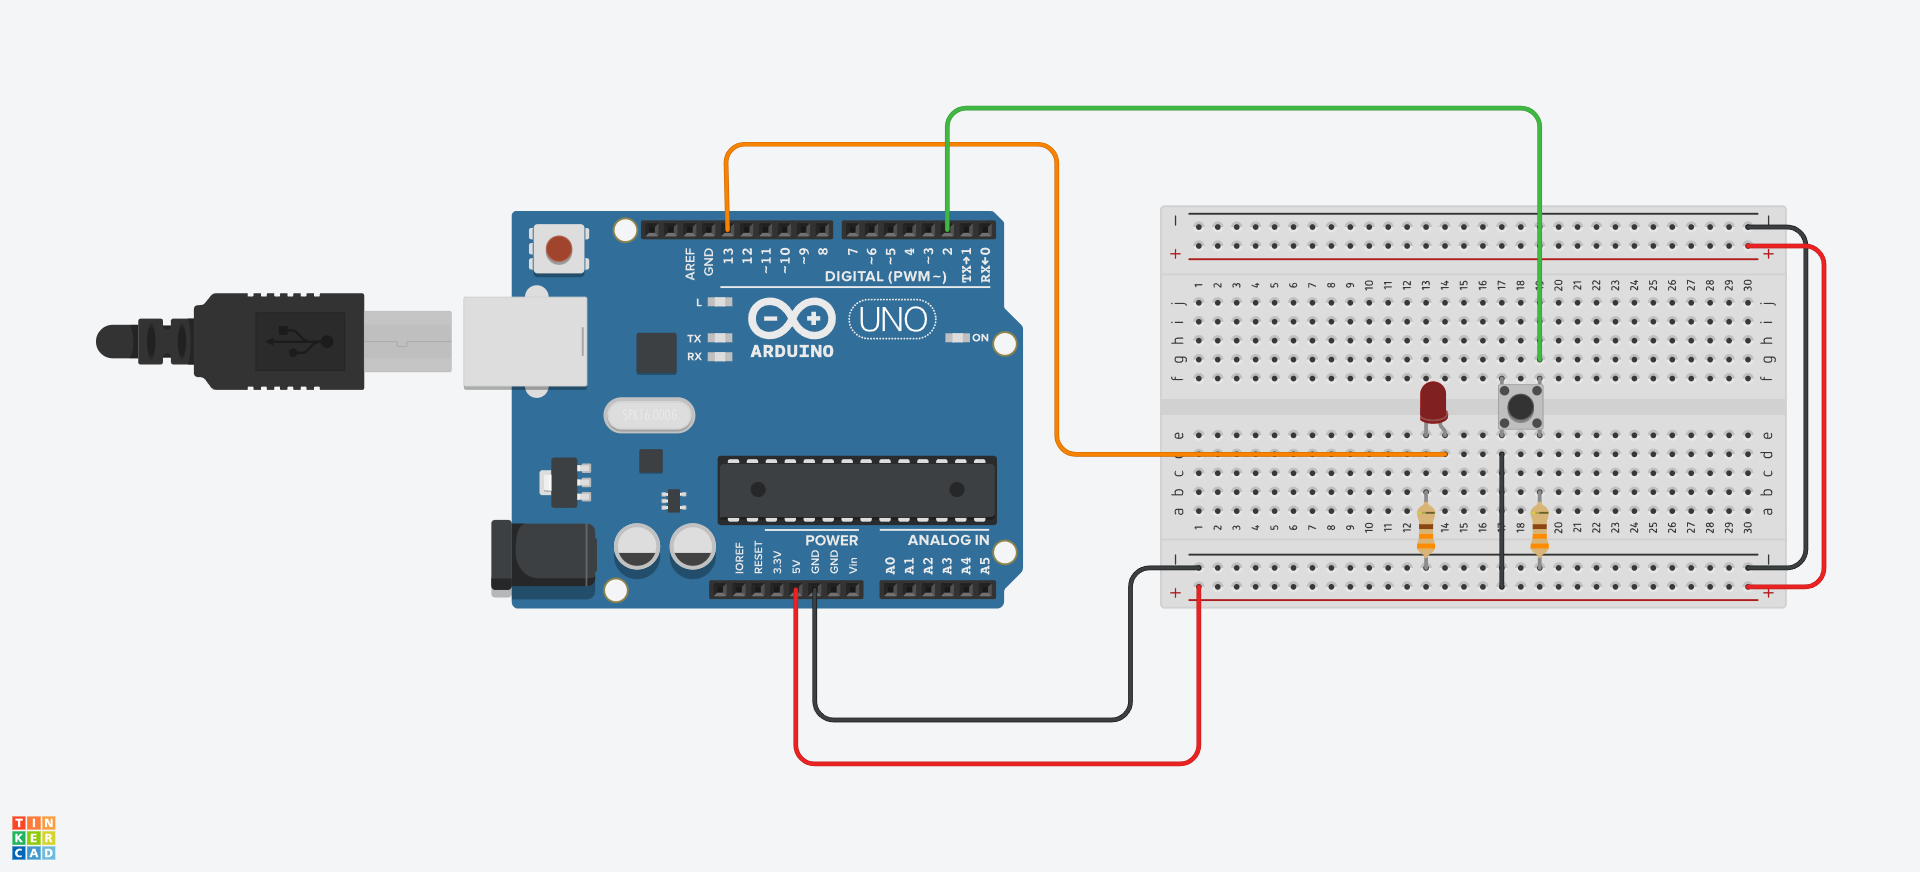 AREF
GND
13
12
~11
~10
~9
8
7
~6
~5
4
~3
2
TX→1
RX←0
DIGITAL (PWM~)
L
TX
RX
ARDUINO
UNO
ON
SPK16.000G
POWER
ANALOG IN
IOREF
RESET
3.3V
5V
GND
GND
Vin
A0
A1
A2
A3
A4
A5
− −
+ +
1 2 3 4 5 6 7 8 9 10 11 12 13 14 15 16 17 18 19 20 21 22 23 24 25 26 27 28 29 30
j j
i i
h h
g g
f f
e e
d
c c
b b
a a
1 2 3 4 5 6 7 8 9 10 11 12 14 15 16 18 20 21 22 23 24 25 26 27 28 29 30
− −
+ +
TIN
KER
CAD